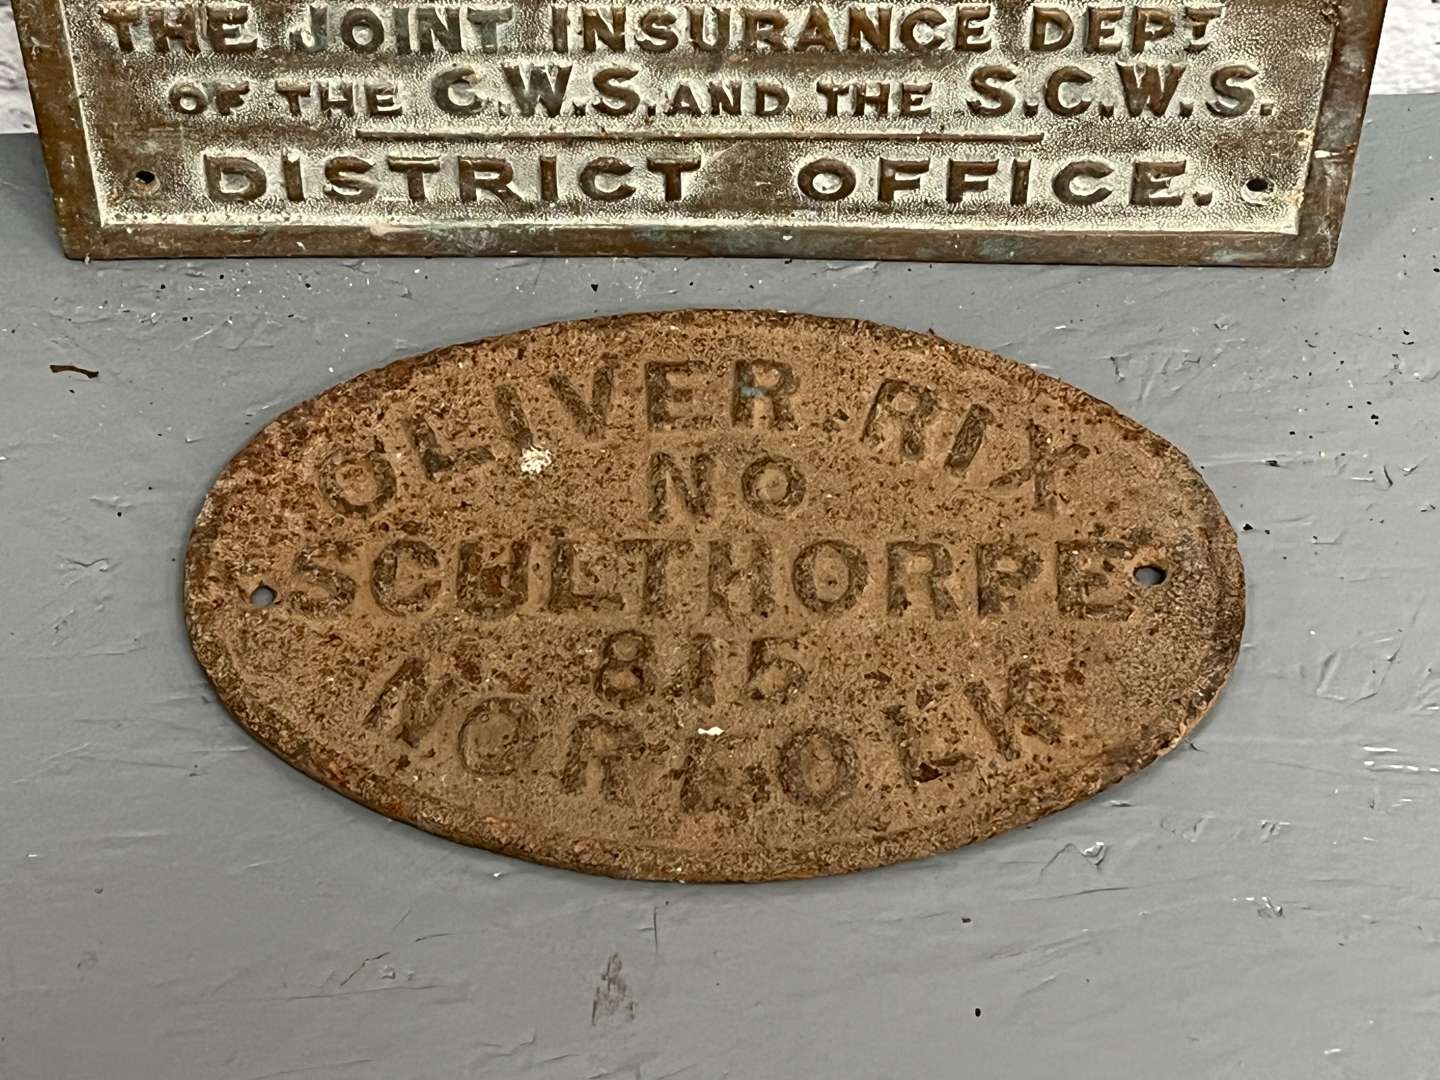 THE JOINT INSURANCE DEPT
OF THE C.W.S. AND THE S.C.W.S.
DISTRICT OFFICE.
OLIVER RIX
NO
SCULTHORPE
815
NORFOLK